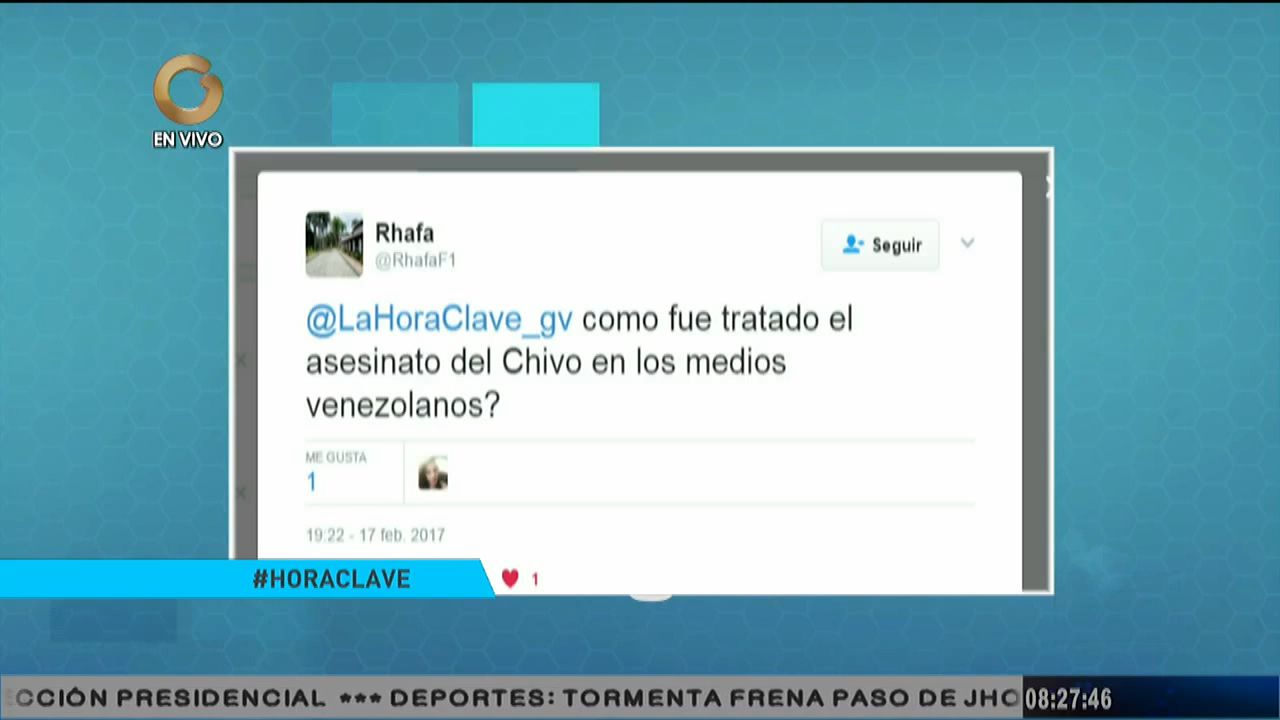 EN VIVO
Rhafa
@RhafaF1
Seguir
@LaHoraClave_gv como fue tratado el
asesinato del Chivo en los medios
venezolanos?
ME GUSTA
1
19:22 - 17 feb. 2017
#HORACLAVE
1
CCIÓN PRESIDENCIAL *** DEPORTES: TORMENTA FRENA PASO DE JHO
08:27:46